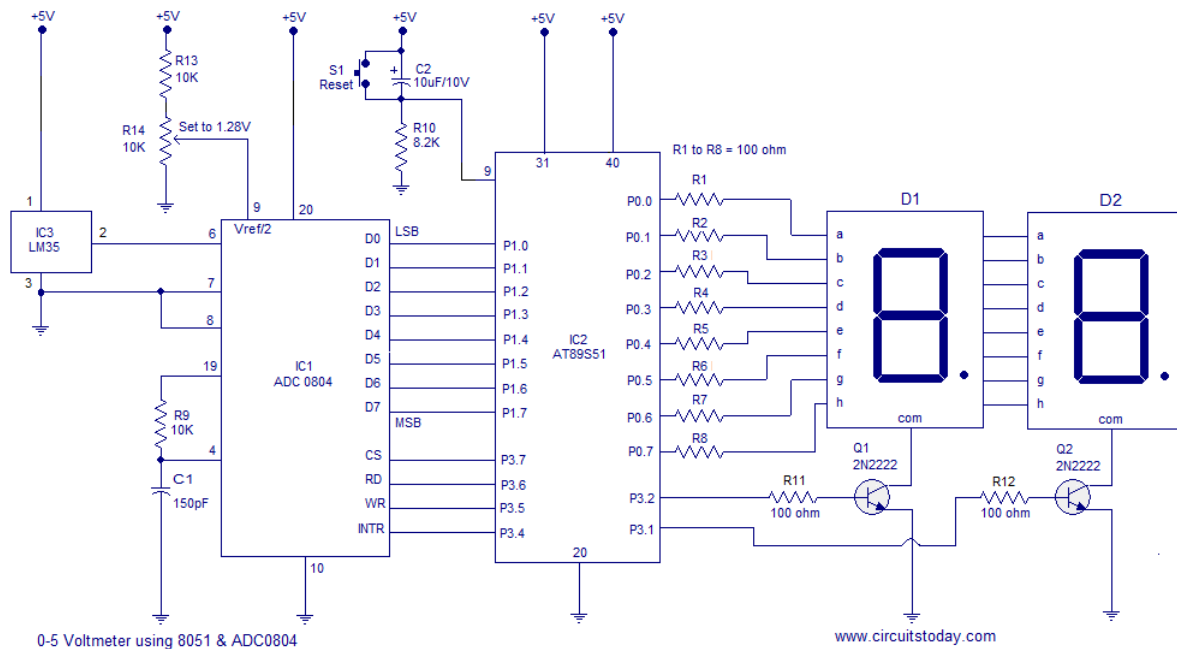 +5V +5V +5V +5V +5V +5V
R13
10K
S1
Reset
+
C2
10uF/10V
R14
10K
Set to 1.28V
R10
8.2K
R1 to R8 = 100 ohm
31 40
9
1
IC3
LM35
2
3
9
20
Vref/2
6
7
8
19
4
IC1
ADC 0804
D0
D1
D2
D3
D4
D5
D6
D7
CS
RD
WR
INTR
10
LSB
MSB
R9
10K
C1
150pF
P1.0
P1.1
P1.2
P1.3
P1.4
P1.5
P1.6
P1.7
P3.7
P3.6
P3.5
P3.4
IC2
AT89S51
20
P0.0
P0.1
P0.2
P0.3
P0.4
P0.5
P0.6
P0.7
P3.2
P3.1
R1
R2
R3
R4
R5
R6
R7
R8
D1
a
b
c
d
e
f
g
h
com
D2
a
b
c
d
e
f
g
h
com
R11
100 ohm
Q1
2N2222
R12
100 ohm
Q2
2N2222
0-5 Voltmeter using 8051 & ADC0804
www.circuitstoday.com